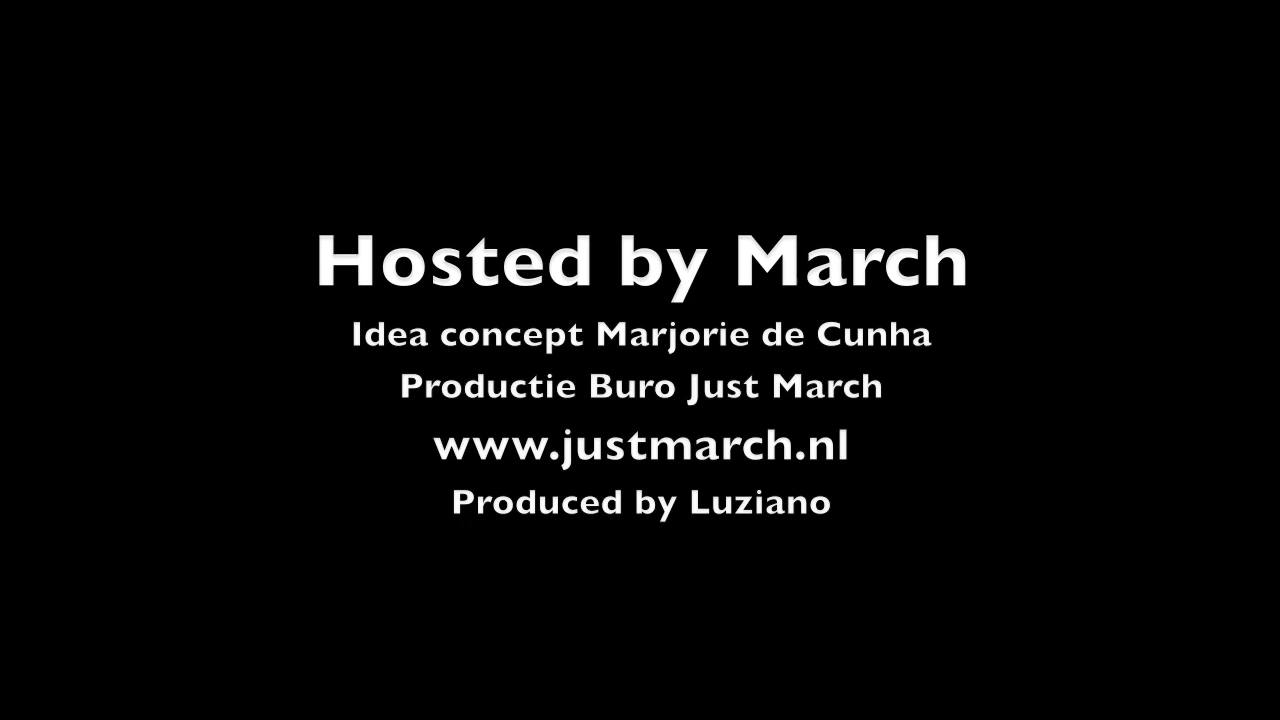 Hosted by March
Idea concept Marjorie de Cunha
Productie Buro Just March
www.justmarch.nl
Produced by Luziano